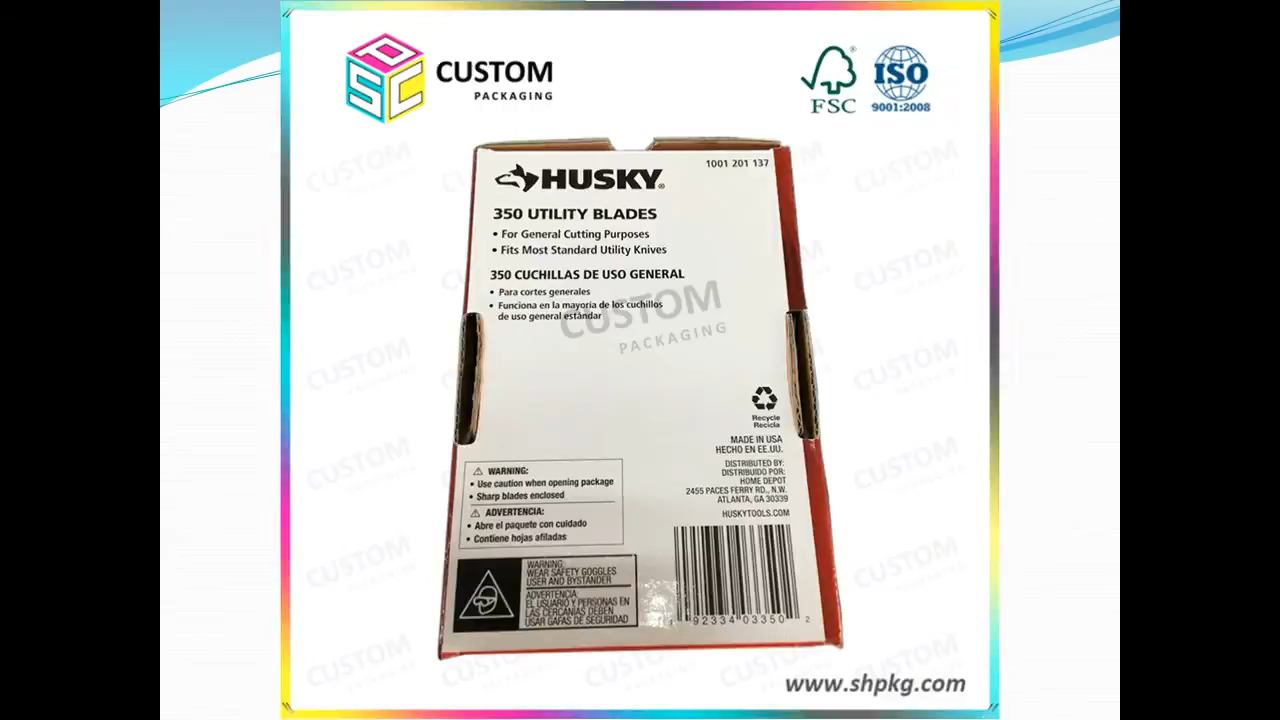 PSC
CUSTOM
PACKAGING
FSC
ISO
9001:2008
HUSKY®
1001 201 137
350 UTILITY BLADES
• For General Cutting Purposes
• Fits Most Standard Utility Knives
350 CUCHILLAS DE USO GENERAL
• Para cortes generales
• Funciona en la mayoría de los cuchillos
de uso general estándar
CUSTOM
PACKAGING
Recycle
Recicla
MADE IN USA
HECHO EN EE.UU.
DISTRIBUTED BY:
DISTRIBUIDO POR:
HOME DEPOT
2455 PACES FERRY RD., N.W.
ATLANTA, GA 30339
HUSKYTOOLS.COM
⚠ WARNING:
• Use caution when opening package
• Sharp blades enclosed
⚠ ADVERTENCIA:
• Abre el paquete con cuidado
• Contiene hojas afiladas
WARNING:
WEAR SAFETY GOGGLES
USER AND BYSTANDER
ADVERTENCIA:
EL USUARIO Y PERSONAS EN
LAS CERCANÍAS DEBEN
USAR GAFAS DE SEGURIDAD
92334 03350 2
www.shpkg.com